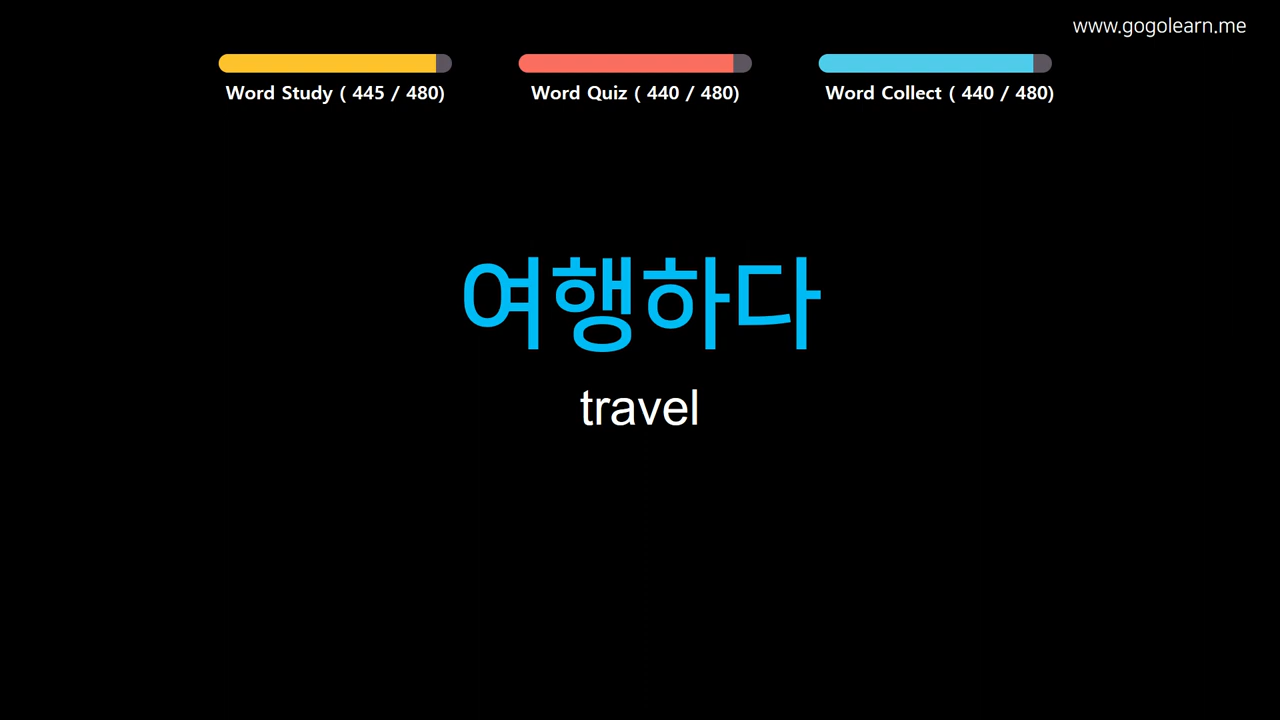 www.gogolearn.me
Word Study ( 445 / 480)
Word Quiz ( 440 / 480)
Word Collect ( 440 / 480)
여행하다
travel